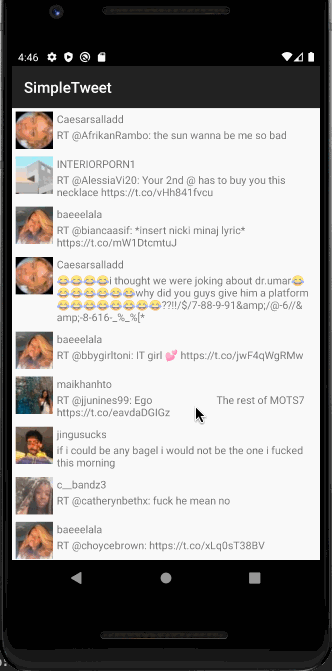 4:46
SimpleTweet
Caesarsalladd
RT @AfrikanRambo: the sun wanna be me so bad
INTERIORPORN1
RT @AlessiaVi20: Your 2nd @ has to buy you this
necklace https://t.co/vHh841fvcu
baeeelala
RT @biancaasif: *insert nicki minaj lyric*
https://t.co/mW1DtcmtuJ
Caesarsalladd
😂😂😂😂i thought we were joking about dr.umar😂
😂😂😂😂😂😂why did you guys give him a platform
😂😂😂😂😂😂😂😂??!!/$/7-88-9-91&amp;/@-6//&
amp;-8-616-_%_%[*
baeeelala
RT @bbygirltoni: IT girl 💕 https://t.co/jwF4qWgRMw
maikhanhto
RT @jjunines99: Ego The rest of MOTS7
https://t.co/eavdaDGIGz
jingusucks
if i could be any bagel i would not be the one i fucked
this morning
c__bandz3
RT @catherynbethx: fuck he mean no
baeeelala
RT @choycebrown: https://t.co/xLq0sT38BV